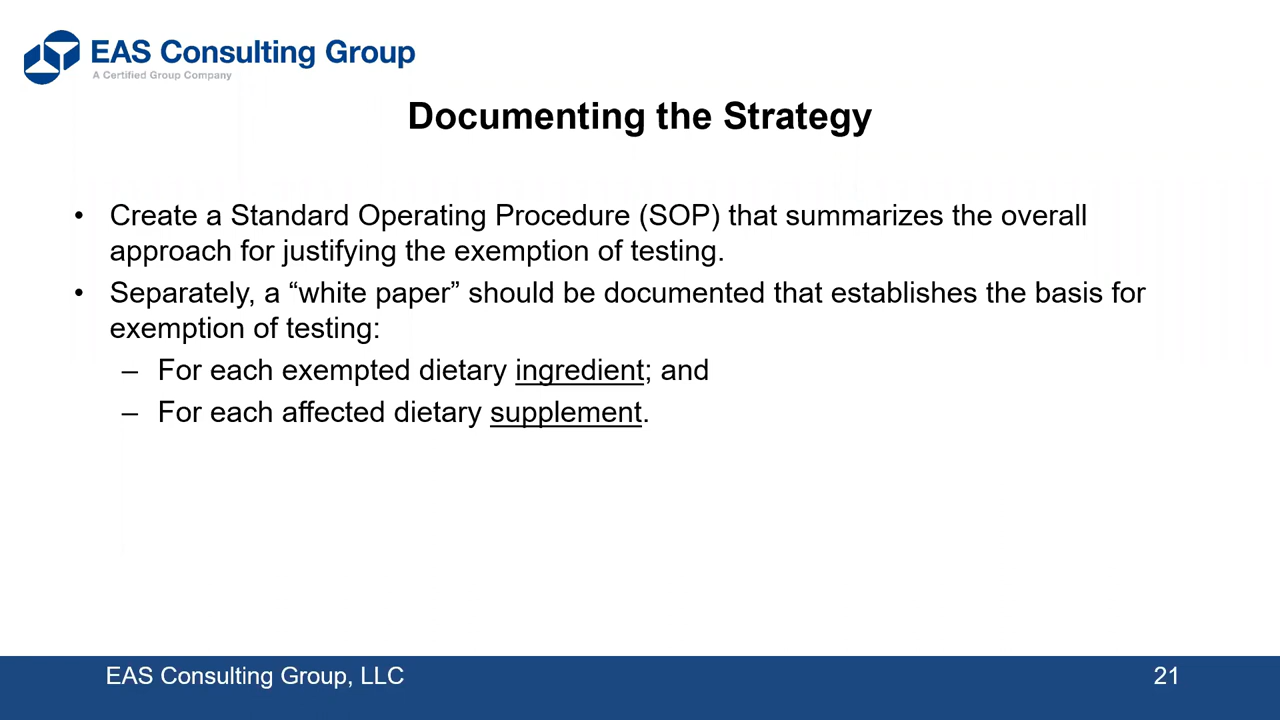 EAS Consulting Group
A Certified Group Company
Documenting the Strategy
• Create a Standard Operating Procedure (SOP) that summarizes the overall
approach for justifying the exemption of testing.
• Separately, a “white paper” should be documented that establishes the basis for
exemption of testing:
– For each exempted dietary ingredient; and
– For each affected dietary supplement.
EAS Consulting Group, LLC
21